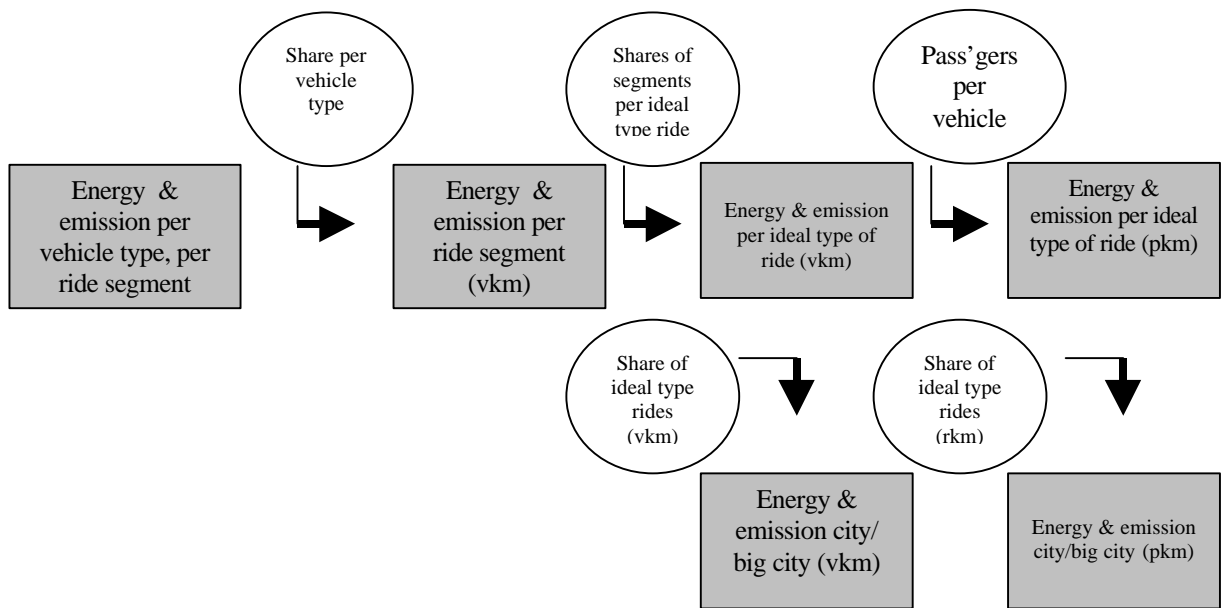 Share per
vehicle
type
Shares of
segments
per ideal
type ride
Pass’gers
per
vehicle
Energy &
emission per
vehicle type, per
ride segment
Energy &
emission per
ride segment
(vkm)
Energy & emission
per ideal type of
ride (vkm)
Energy &
emission per ideal
type of ride (pkm)
Share of
ideal type
rides
(vkm)
Share of
ideal type
rides
(rkm)
Energy &
emission city/
big city (vkm)
Energy & emission
city/big city (pkm)